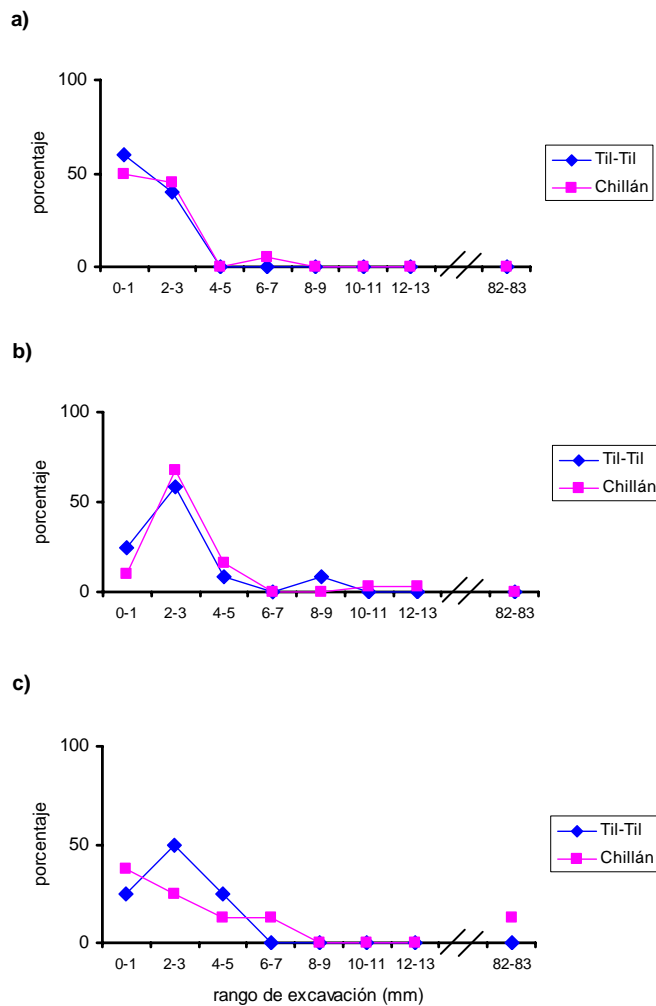 a)
100
50
0
porcentaje
0-1 2-3 4-5 6-7 8-9 10-11 12-13 82-83
Til-Til
Chillán
b)
100
50
0
porcentaje
0-1 2-3 4-5 6-7 8-9 10-11 12-13 82-83
Til-Til
Chillán
c)
100
50
0
porcentaje
0-1 2-3 4-5 6-7 8-9 10-11 12-13 82-83
rango de excavación (mm)
Til-Til
Chillán